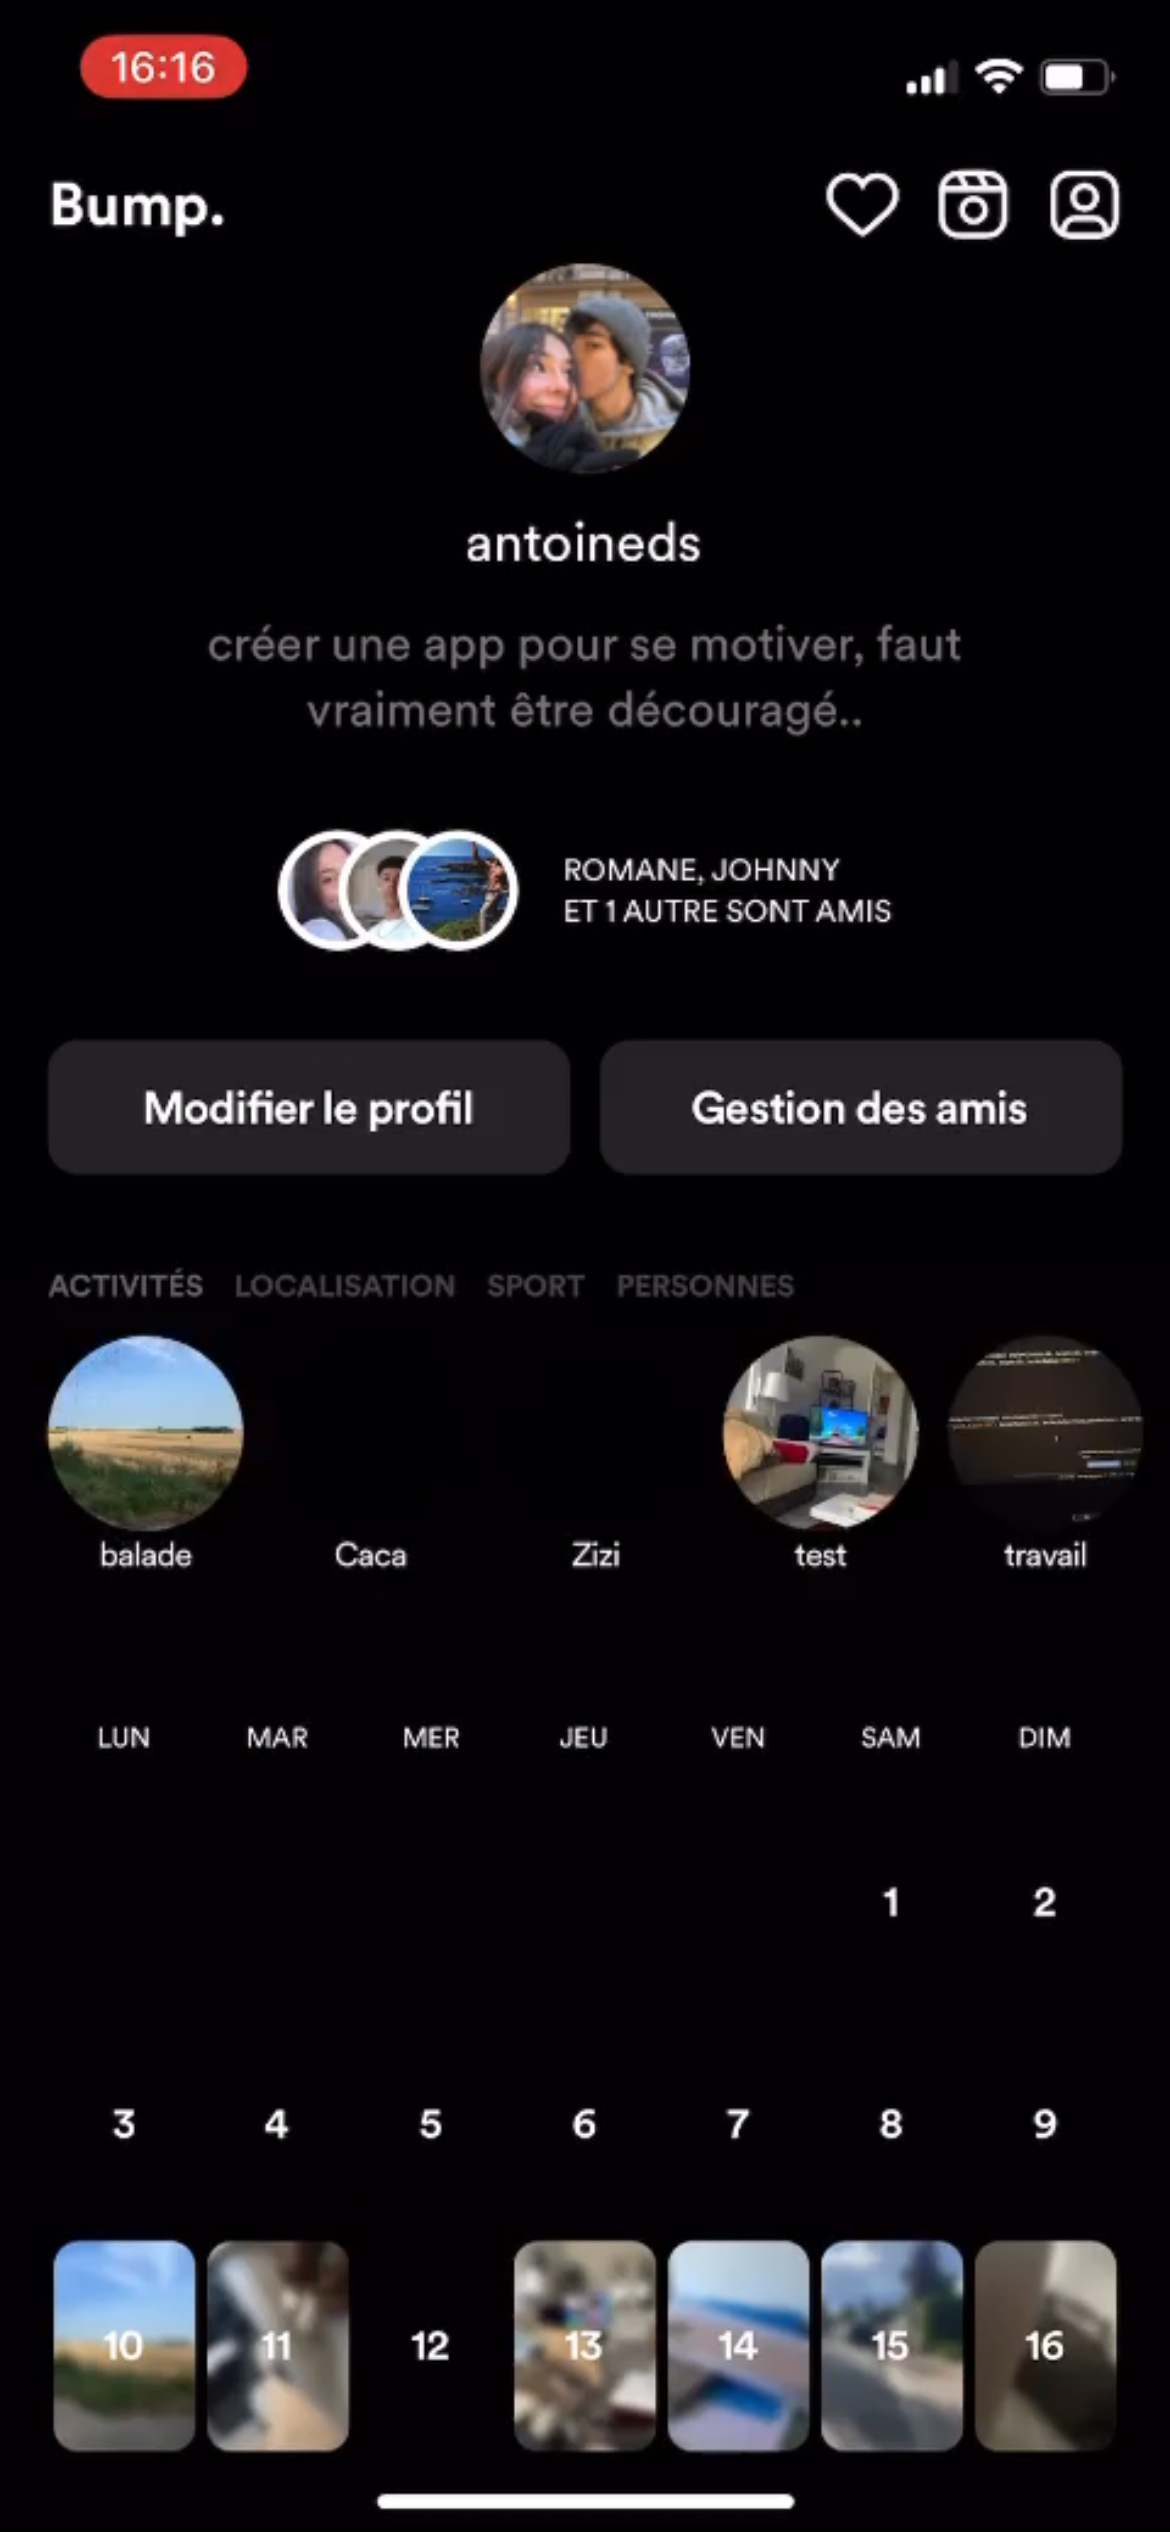 16:16
Bump.
antoineds
créer une app pour se motiver, faut
vraiment être découragé..
ROMANE, JOHNNY
ET 1 AUTRE SONT AMIS
Modifier le profil
Gestion des amis
ACTIVITÉS LOCALISATION SPORT PERSONNES
balade Caca Zizi test travail
LUN MAR MER JEU VEN SAM DIM
1 2
3 4 5 6 7 8 9
10 11 12 13 14 15 16